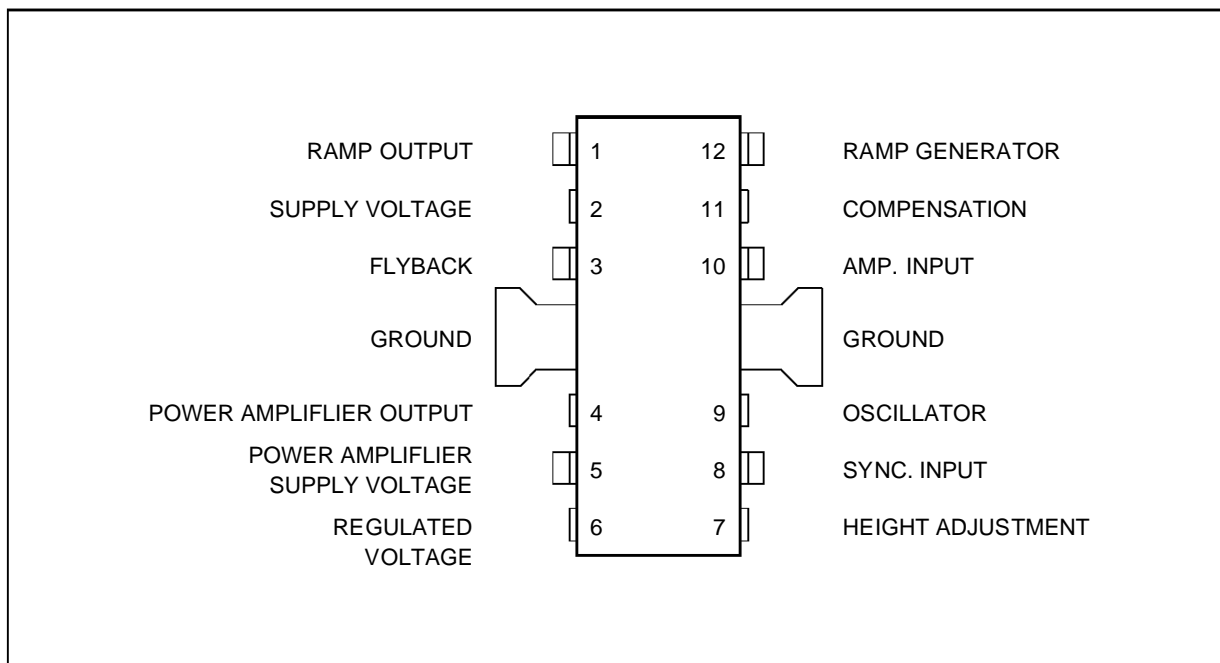 RAMP OUTPUT 1 12 RAMP GENERATOR
SUPPLY VOLTAGE 2 11 COMPENSATION
FLYBACK 3 10 AMP. INPUT
GROUND GROUND
POWER AMPLIFLIER OUTPUT 4 9 OSCILLATOR
POWER AMPLIFLIER
SUPPLY VOLTAGE 5 8 SYNC. INPUT
REGULATED
VOLTAGE 6 7 HEIGHT ADJUSTMENT